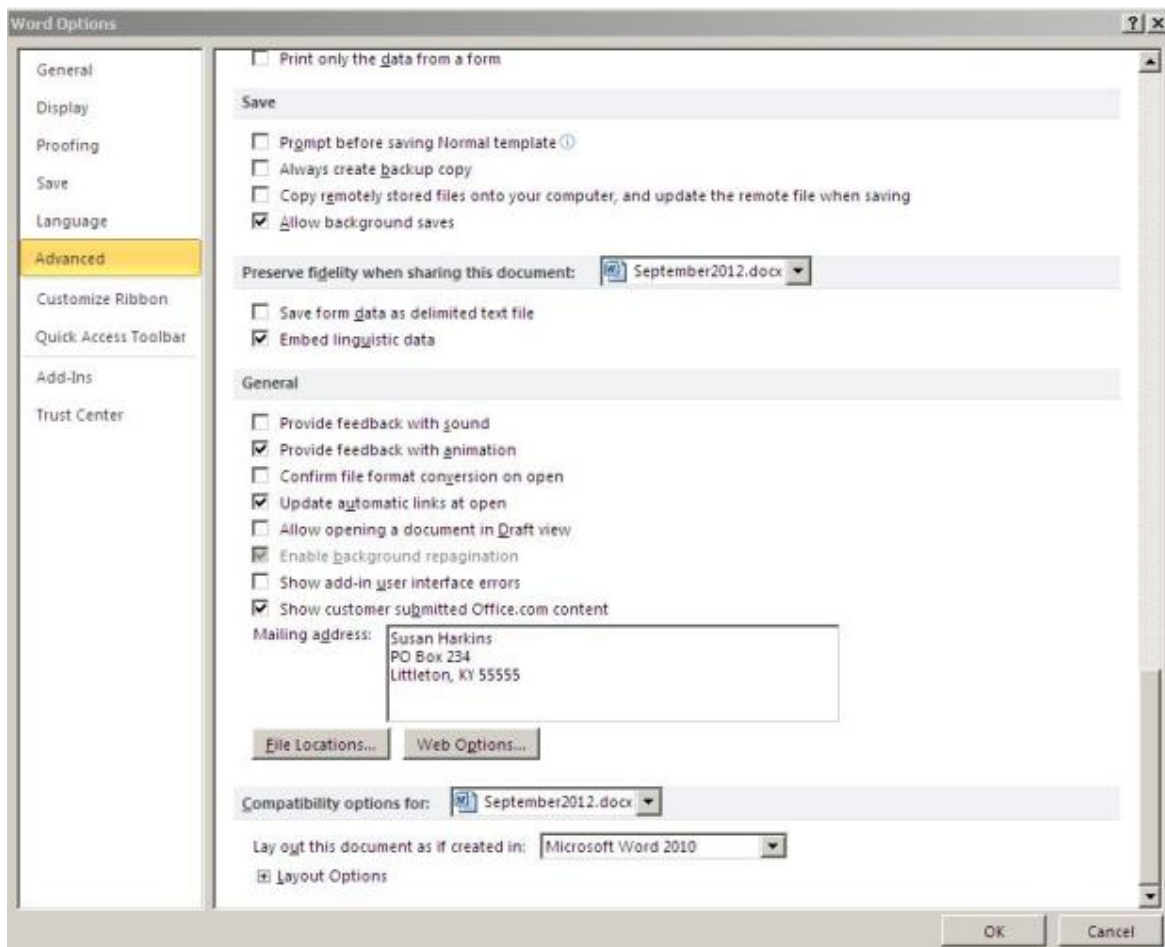 Word Options
General
Display
Proofing
Save
Language
Advanced
Customize Ribbon
Quick Access Toolbar
Add-Ins
Trust Center
Print only the data from a form
Save
Prompt before saving Normal template
Always create backup copy
Copy remotely stored files onto your computer, and update the remote file when saving
Allow background saves
Preserve fidelity when sharing this document: September2012.docx
Save form data as delimited text file
Embed linguistic data
General
Provide feedback with sound
Provide feedback with animation
Confirm file format conversion on open
Update automatic links at open
Allow opening a document in Draft view
Enable background repagination
Show add-in user interface errors
Show customer submitted Office.com content
Mailing address: Susan Harkins
PO Box 234
Littleton, KY 55555
File Locations... Web Options...
Compatibility options for: September2012.docx
Lay out this document as if created in: Microsoft Word 2010
Layout Options
OK Cancel